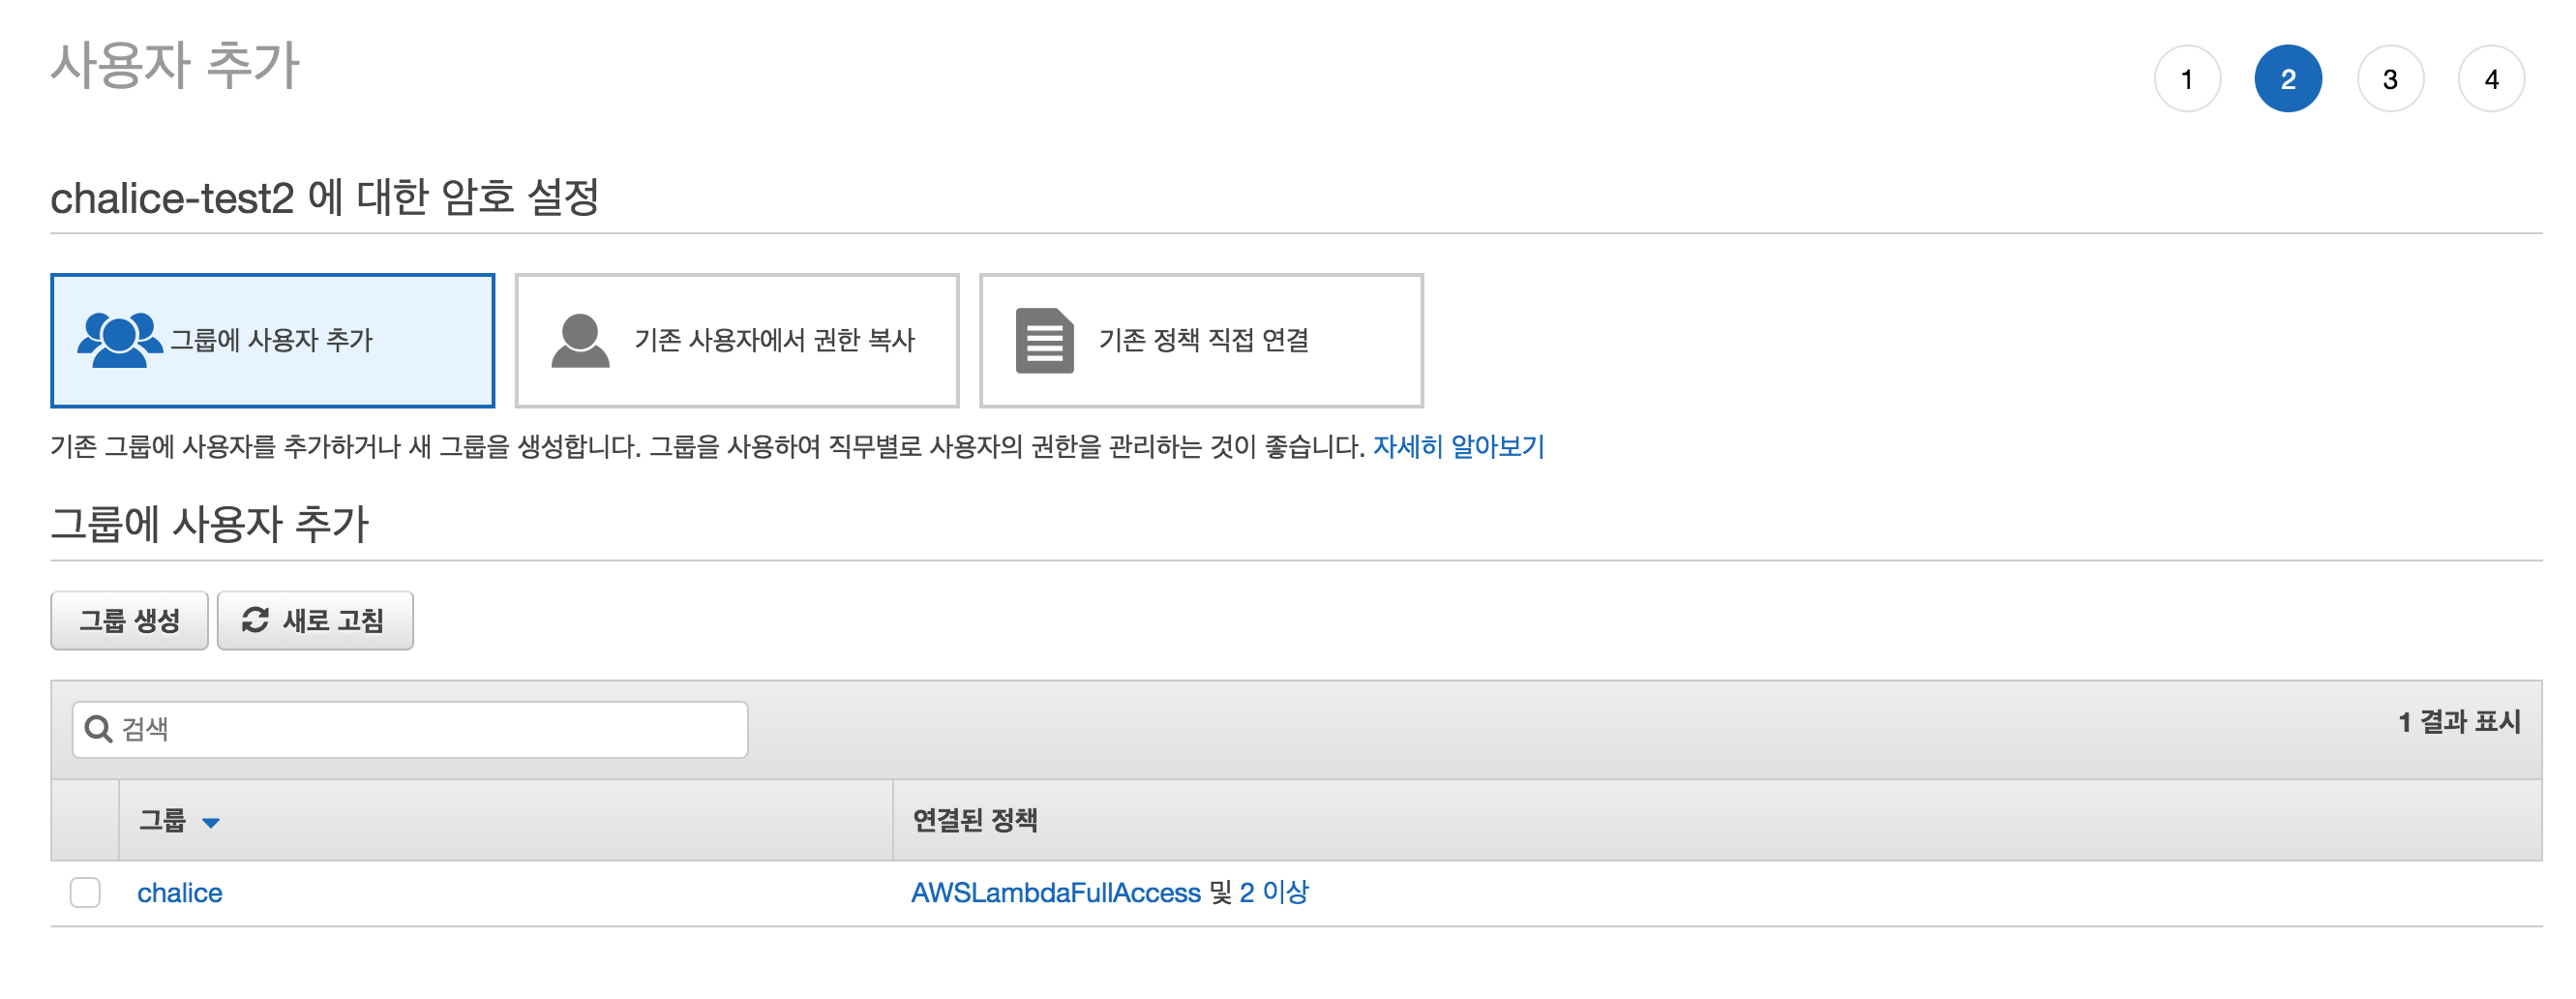 사용자 추가
1 2 3 4
chalice-test2 에 대한 암호 설정
그룹에 사용자 추가
기존 사용자에서 권한 복사
기존 정책 직접 연결
기존 그룹에 사용자를 추가하거나 새 그룹을 생성합니다. 그룹을 사용하여 직무별로 사용자의 권한을 관리하는 것이 좋습니다. 자세히 알아보기
그룹에 사용자 추가
그룹 생성
새로 고침
검색
1 결과 표시
그룹
연결된 정책
chalice
AWSLambdaFullAccess 및 2 이상